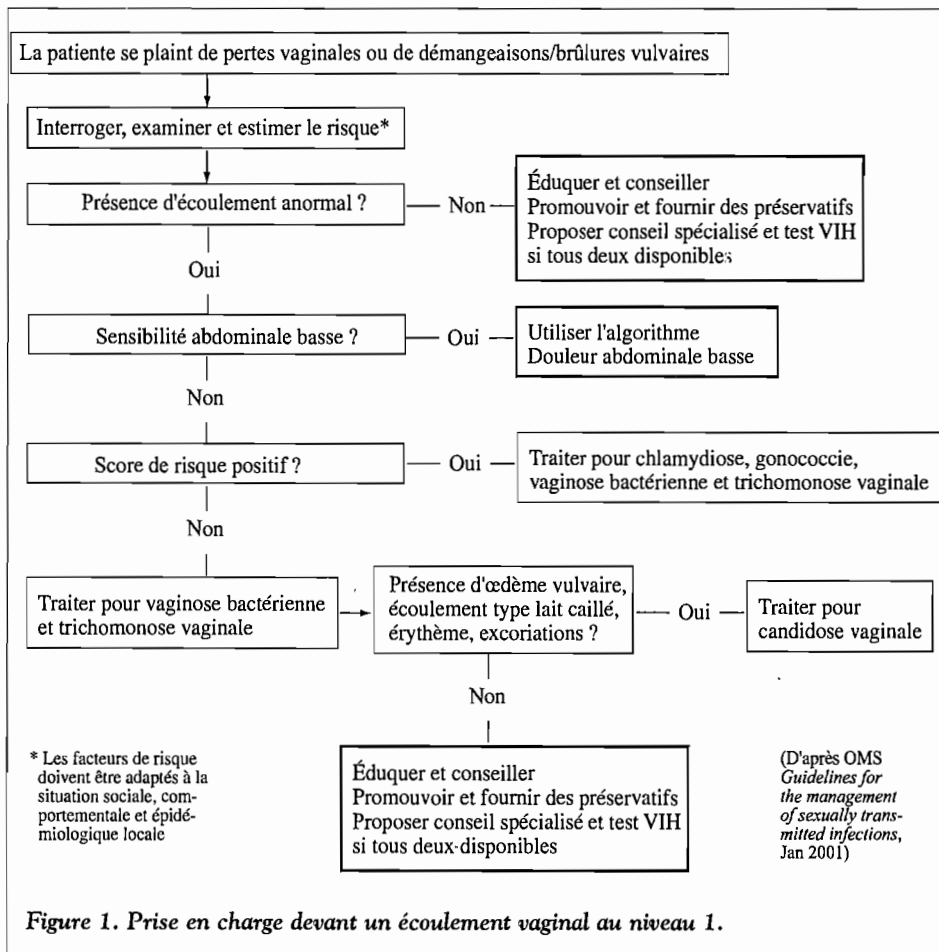 La patiente se plaint de pertes vaginales ou de démangeaisons/brûlures vulvaires
Interroger, examiner et estimer le risque*
Présence d'écoulement anormal ?
Non
Éduquer et conseiller
Promouvoir et fournir des préservatifs
Proposer conseil spécialisé et test VIH
si tous deux disponibles
Oui
Sensibilité abdominale basse ?
Oui
Utiliser l'algorithme
Douleur abdominale basse
Non
Score de risque positif ?
Oui
Traiter pour chlamydiose, gonococcie,
vaginose bactérienne et trichomonose vaginale
Non
Traiter pour vaginose bactérienne
et trichomonose vaginale
Présence d'œdème vulvaire,
écoulement type lait caillé,
érythème, excoriations ?
Oui
Traiter pour
candidose vaginale
Non
* Les facteurs de risque
doivent être adaptés à la
situation sociale, com-
portementale et épidé-
miologique locale
Éduquer et conseiller
Promouvoir et fournir des préservatifs
Proposer conseil spécialisé et test VIH
si tous deux disponibles
(D'après OMS
Guidelines for
the management
of sexually trans-
mitted infections,
Jan 2001)
Figure 1. Prise en charge devant un écoulement vaginal au niveau 1.